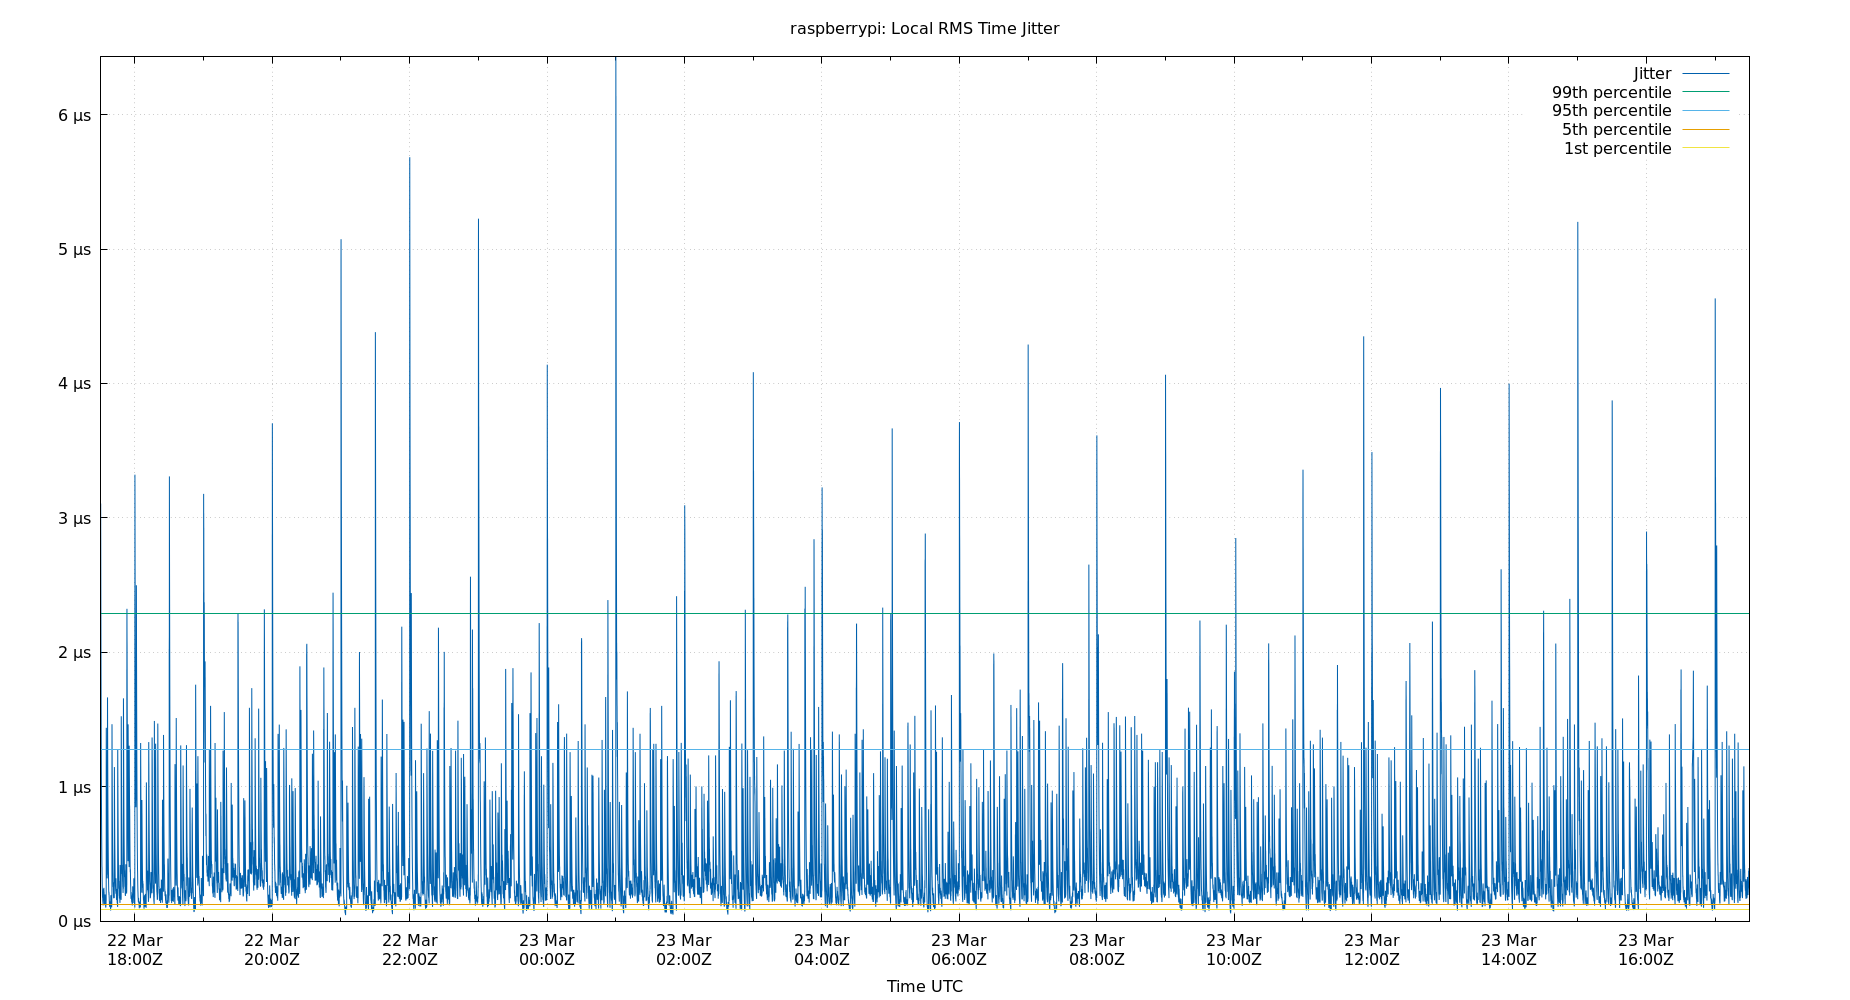 raspberrypi: Local RMS Time Jitter
Jitter
99th percentile
95th percentile
5th percentile
1st percentile
6 µs
5 µs
4 µs
3 µs
2 µs
1 µs
0 µs
22 Mar
18:00Z
22 Mar
20:00Z
22 Mar
22:00Z
23 Mar
00:00Z
23 Mar
02:00Z
23 Mar
04:00Z
23 Mar
06:00Z
23 Mar
08:00Z
23 Mar
10:00Z
23 Mar
12:00Z
23 Mar
14:00Z
23 Mar
16:00Z
Time UTC